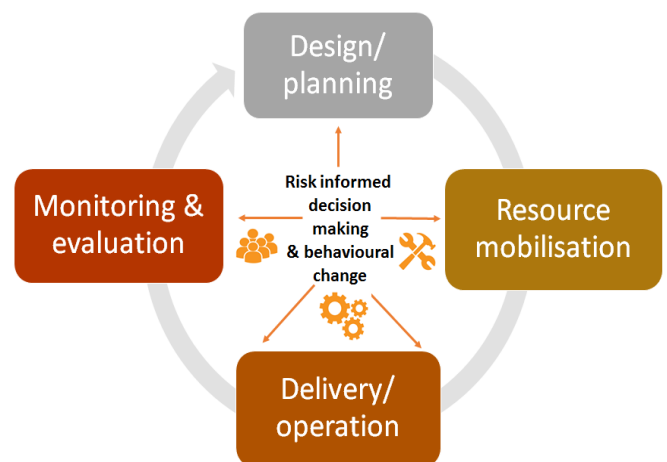 Design/
planning
Risk informed
decision
making
& behavioural
change
Monitoring &
evaluation
Resource
mobilisation
Delivery/
operation